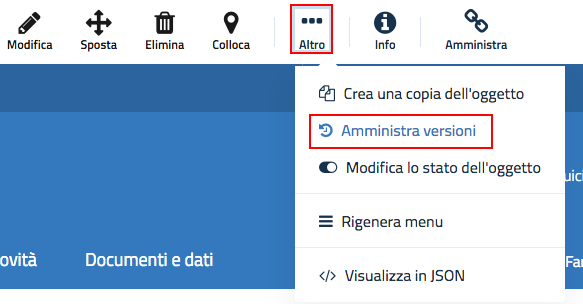 Modifica Sposta Elimina Colloca Altro Info Amministra
Crea una copia dell'oggetto
Amministra versioni
Modifica lo stato dell'oggetto
Rigenera menu
ovità Documenti e dati
Visualizza in JSON